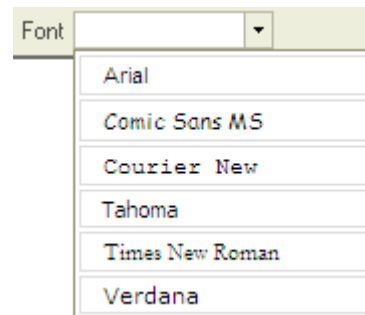 Font
Arial
Comic Sans MS
Courier New
Tahoma
Times New Roman
Verdana